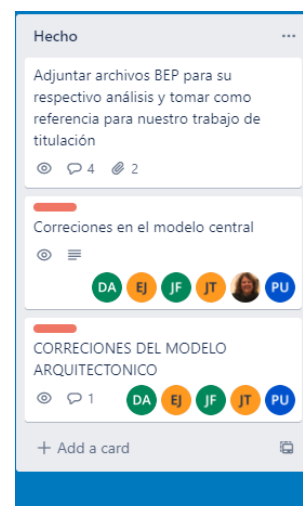 Hecho
Adjuntar archivos BEP para su
respectivo análisis y tomar como
referencia para nuestro trabajo de
titulación
4 2
Correciones en el modelo central
DA EJ JF JT PU
CORRECIONES DEL MODELO
ARQUITECTONICO
1 DA EJ JF JT PU
+ Add a card